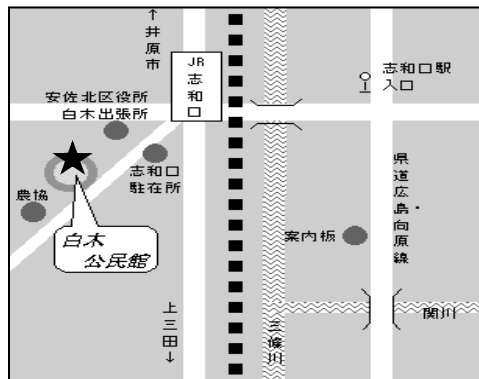 ↑井原市
JR志和口
志和口駅
入口
安佐北区役所
白木出張所
志和口
駐在所
農協
白木
公民館
県道広島・向原線
案内板
上三田↓
三篠川
関川